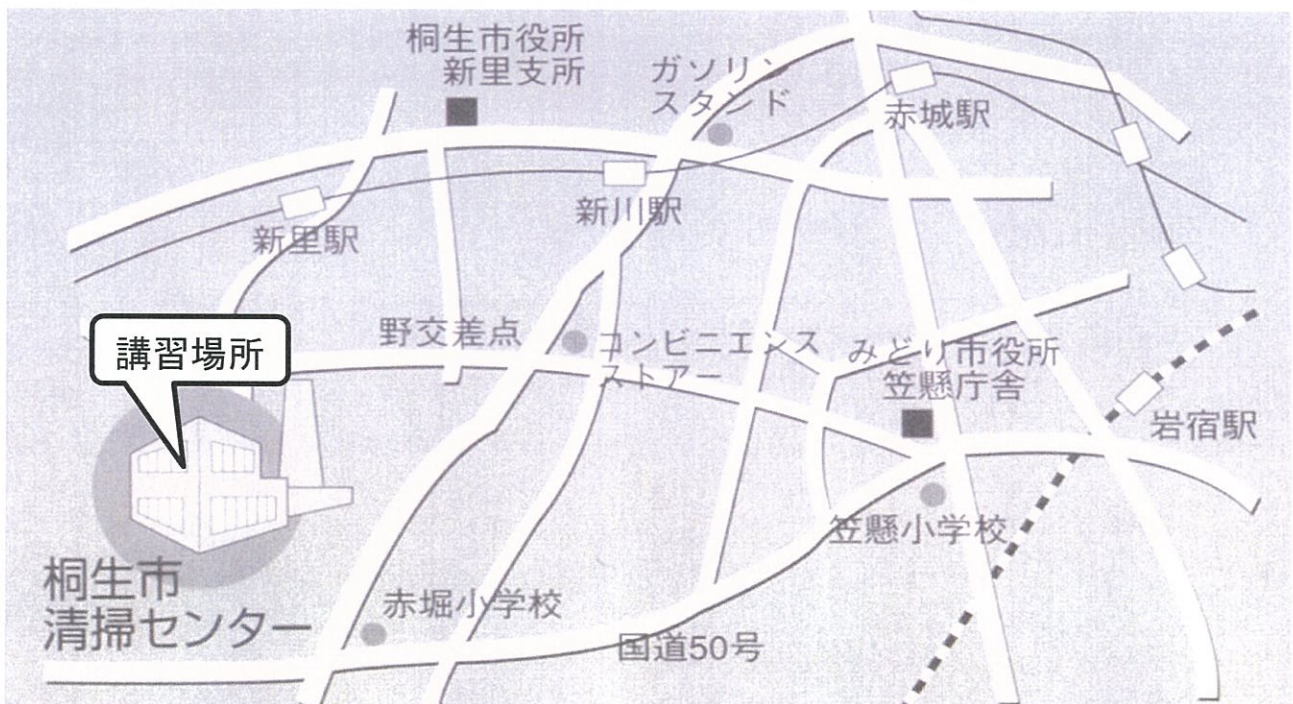 桐生市役所
新里支所
ガソリン
スタンド
赤城駅
新川駅
新里駅
野交差点
コンビニエンス
ストアー
みどり市役所
笠懸庁舎
講習場所
岩宿駅
笠懸小学校
桐生市
清掃センター
赤堀小学校
国道50号